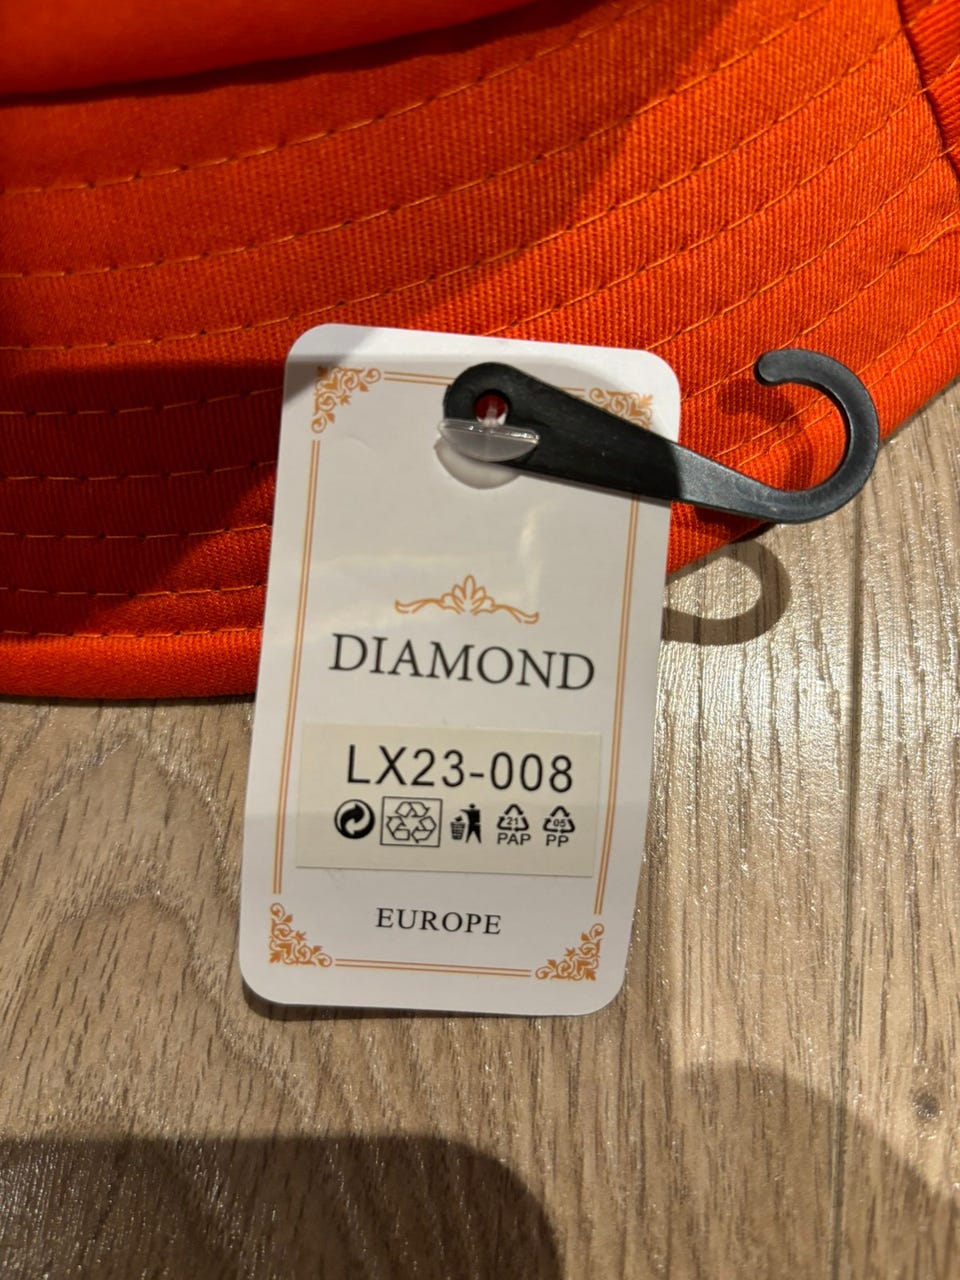 DIAMOND
LX23-008
21 05
PAP PP
EUROPE